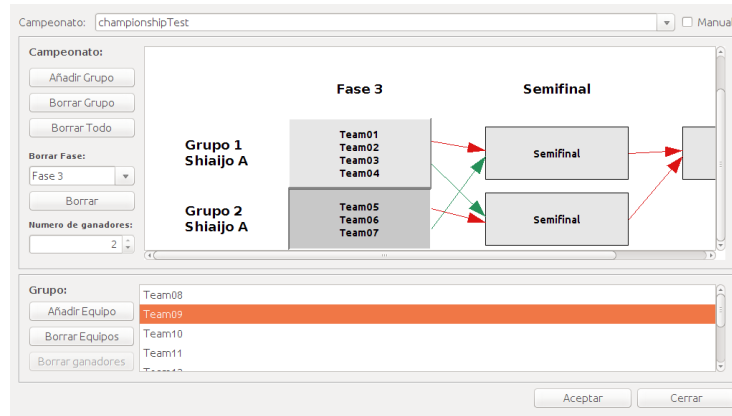 Campeonato: championshipTest Manual
Campeonato:
Añadir Grupo
Borrar Grupo
Borrar Todo
Borrar Fase:
Fase 3
Borrar
Numero de ganadores:
2
Fase 3 Semifinal
Grupo 1
Shiaijo A
Team01
Team02
Team03
Team04
Semifinal
Grupo 2
Shiaijo A
Team05
Team06
Team07
Semifinal
Grupo:
Añadir Equipo
Borrar Equipos
Borrar ganadores
Team08
Team09
Team10
Team11
Aceptar Cerrar